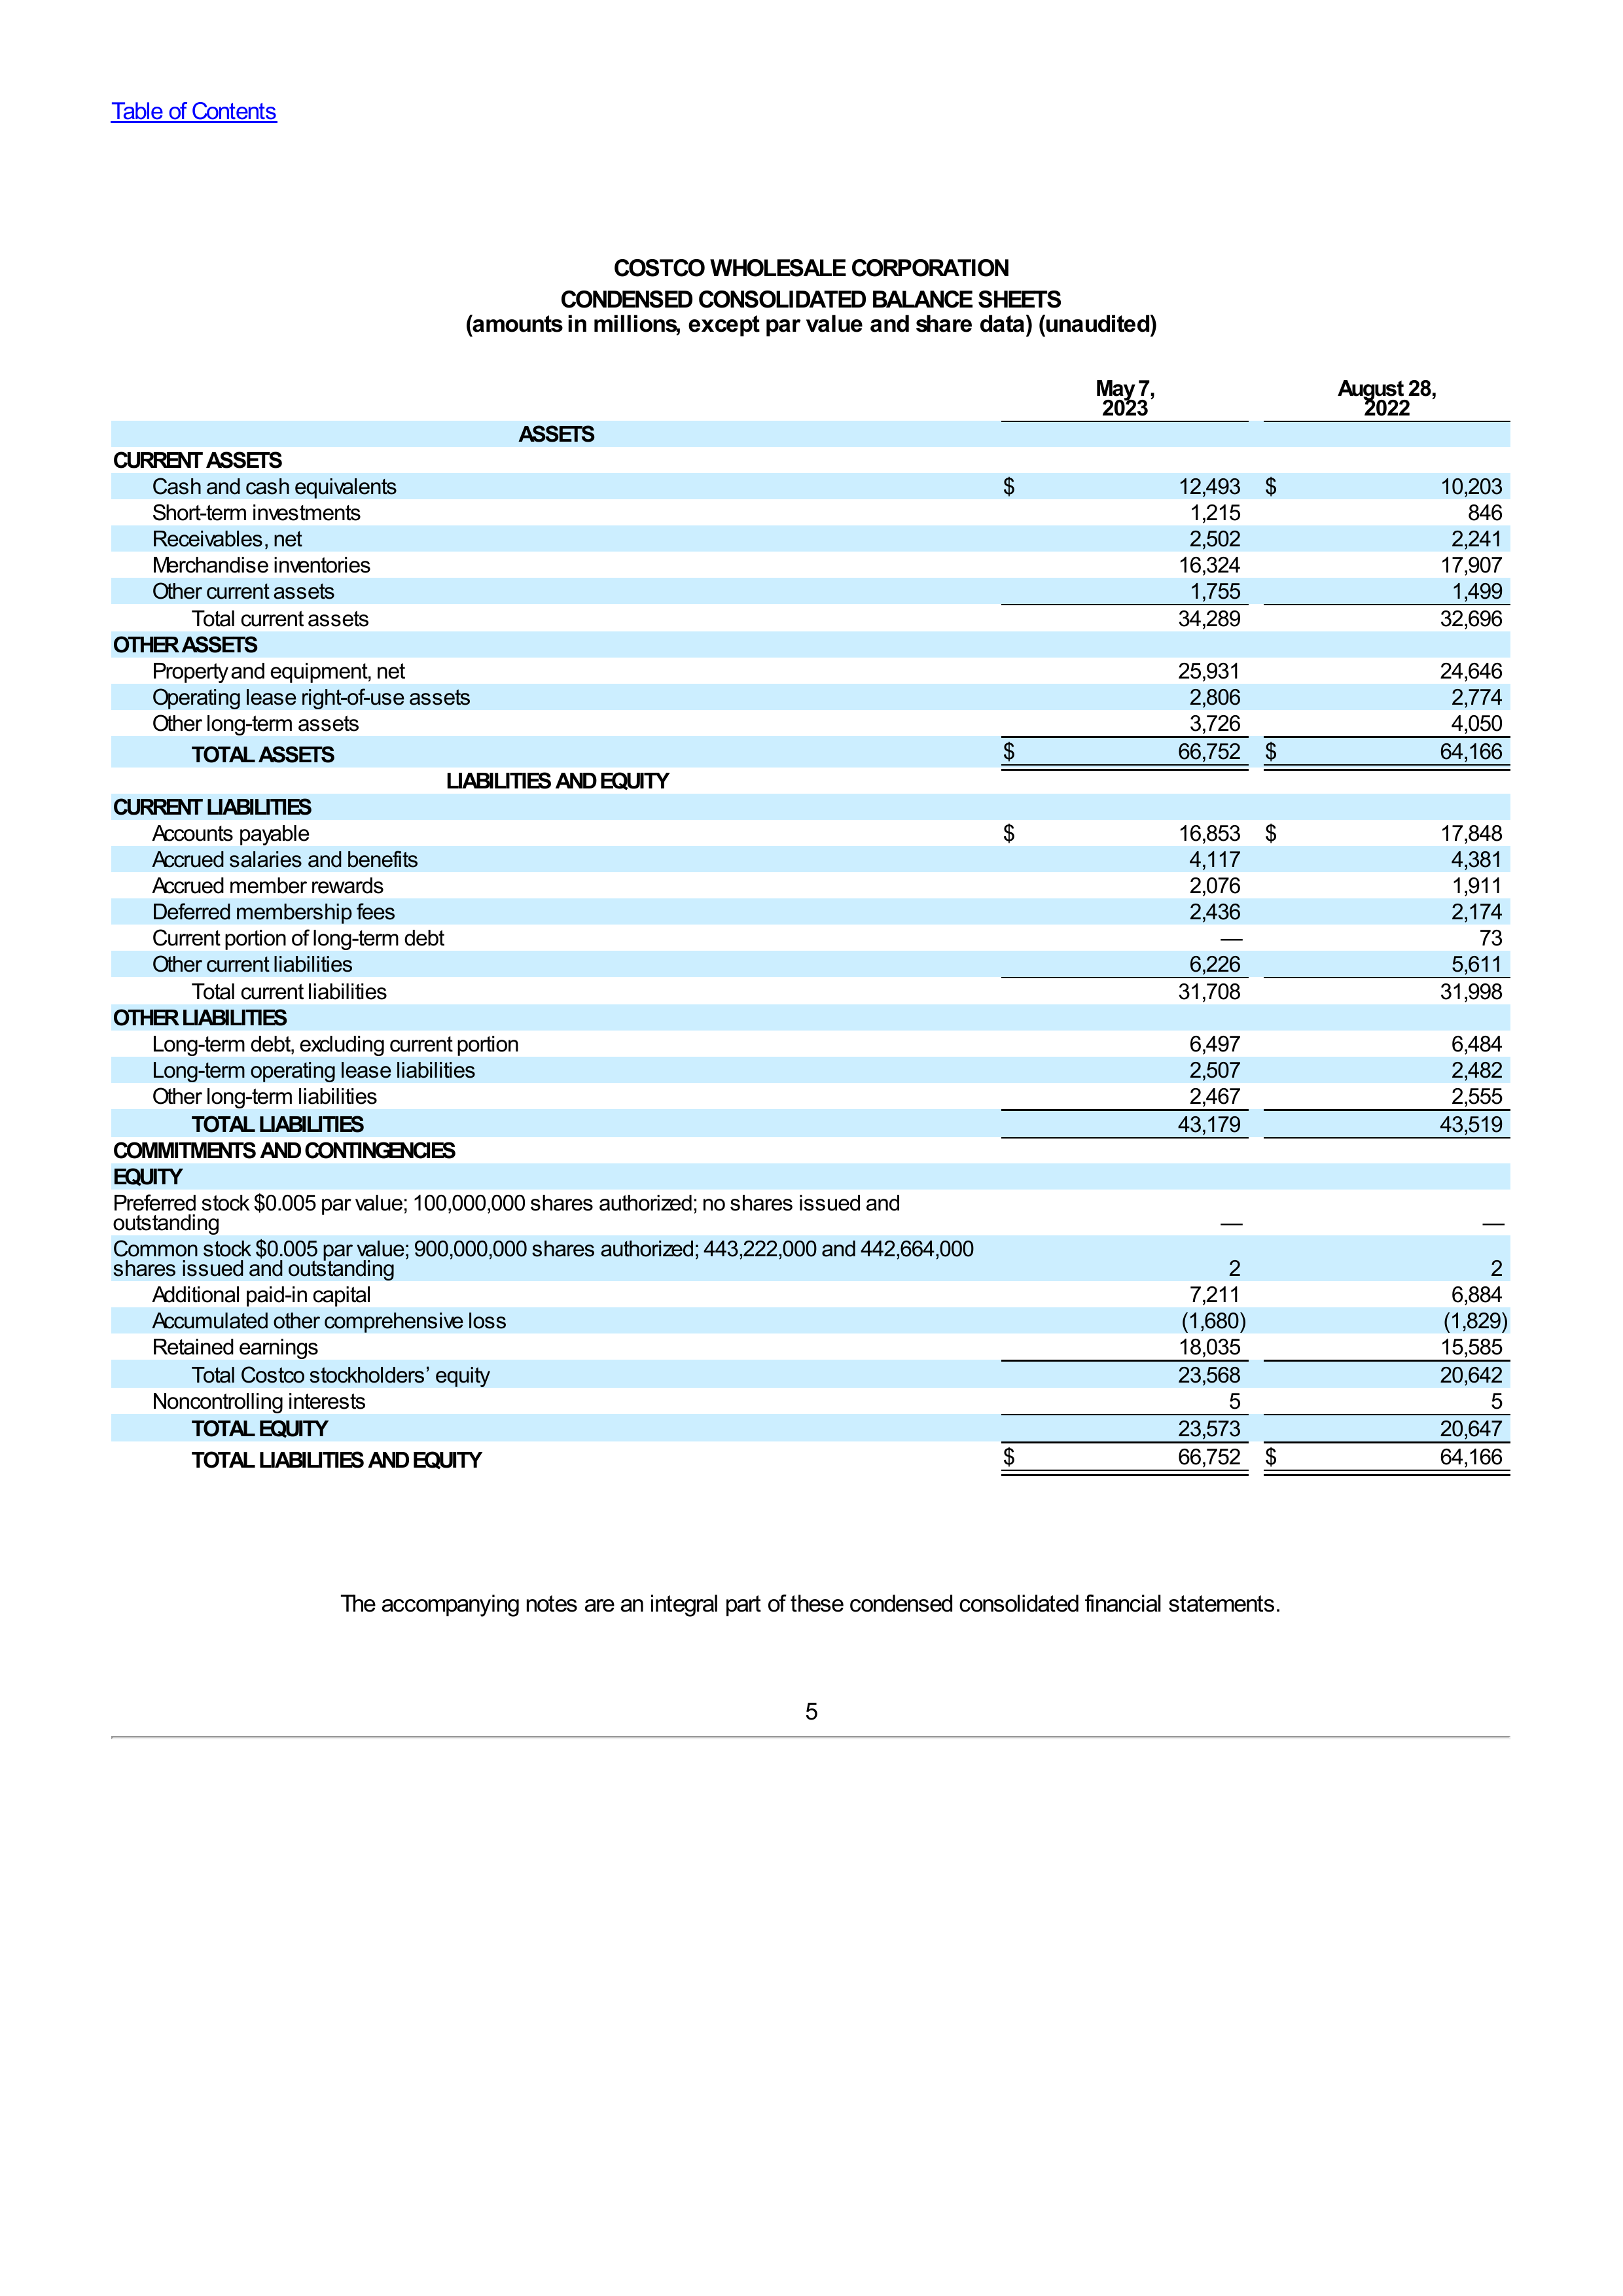 Table of Contents
COSTCO WHOLESALE CORPORATION
CONDENSED CONSOLIDATED BALANCE SHEETS
(amounts in millions, except par value and share data) (unaudited)
May 7, August 28,
2023 2022
ASSETS
CURRENT ASSETS
Cash and cash equivalents $ 12,493 $ 10,203
Short-term investments 1,215 846
Receivables, net 2,502 2,241
Merchandise inventories 16,324 17,907
Other current assets 1,755 1,499
Total current assets 34,289 32,696
OTHER ASSETS
Property and equipment, net 25,931 24,646
Operating lease right-of-use assets 2,806 2,774
Other long-term assets 3,726 4,050
TOTAL ASSETS $ 66,752 $ 64,166
LIABILITIES AND EQUITY
CURRENT LIABILITIES
Accounts payable $ 16,853 $ 17,848
Accrued salaries and benefits 4,117 4,381
Accrued member rewards 2,076 1,911
Deferred membership fees 2,436 2,174
Current portion of long-term debt — 73
Other current liabilities 6,226 5,611
Total current liabilities 31,708 31,998
OTHER LIABILITIES
Long-term debt, excluding current portion 6,497 6,484
Long-term operating lease liabilities 2,507 2,482
Other long-term liabilities 2,467 2,555
TOTAL LIABILITIES 43,179 43,519
COMMITMENTS AND CONTINGENCIES
EQUITY
Preferred stock $0.005 par value; 100,000,000 shares authorized; no shares issued and
outstanding — —
Common stock $0.005 par value; 900,000,000 shares authorized; 443,222,000 and 442,664,000
shares issued and outstanding 2 2
Additional paid-in capital 7,211 6,884
Accumulated other comprehensive loss (1,680) (1,829)
Retained earnings 18,035 15,585
Total Costco stockholders’ equity 23,568 20,642
Noncontrolling interests 5 5
TOTAL EQUITY 23,573 20,647
TOTAL LIABILITIES AND EQUITY $ 66,752 $ 64,166
The accompanying notes are an integral part of these condensed consolidated financial statements.
5